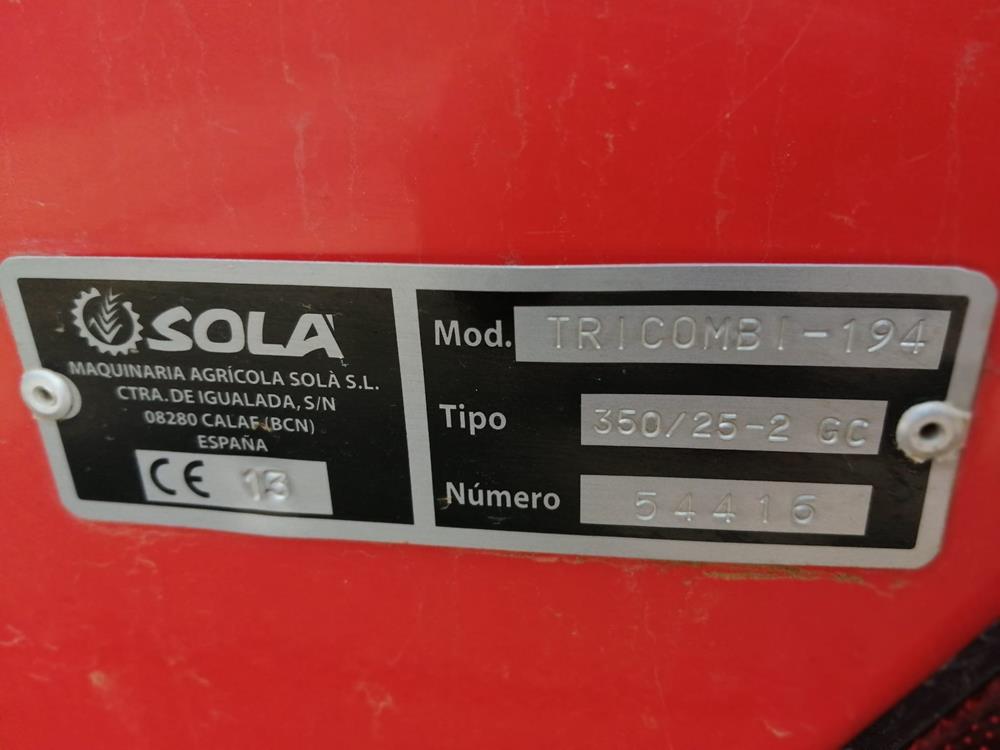 SOLÀ
MAQUINARIA AGRÍCOLA SOLÀ S.L.
CTRA. DE IGUALADA, S/N
08280 CALAF (BCN)
ESPAÑA
CE 13
Mod. TRICOMBI-194
Tipo 350/25-2 GC
Número 54416